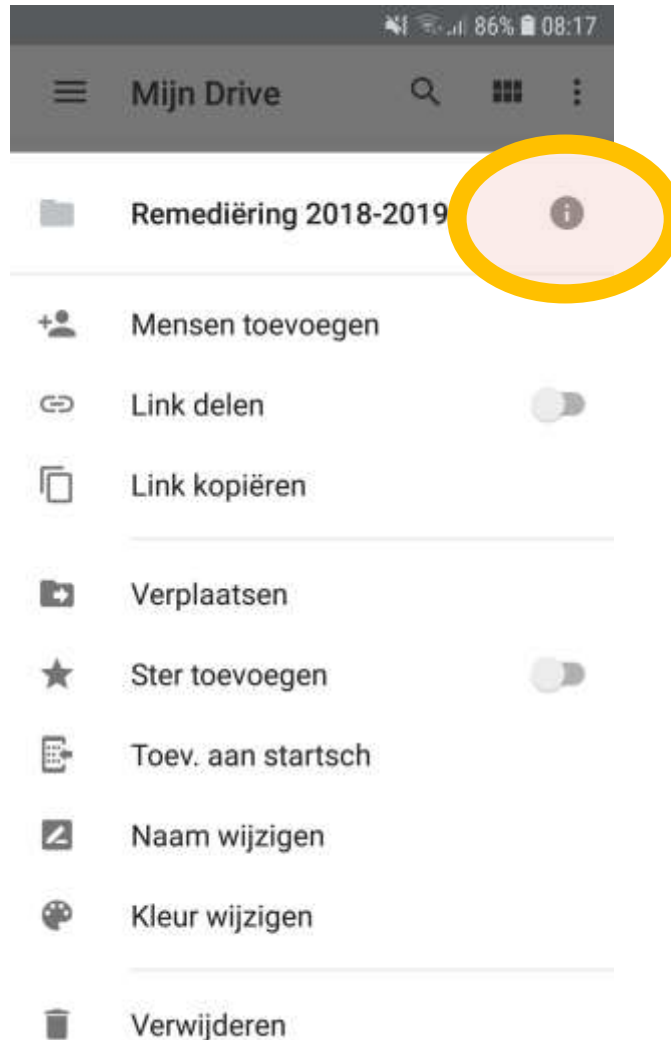 86% 08:17
Mijn Drive
Remediëring 2018-2019
Mensen toevoegen
Link delen
Link kopiëren
Verplaatsen
Ster toevoegen
Toev. aan startsch
Naam wijzigen
Kleur wijzigen
Verwijderen